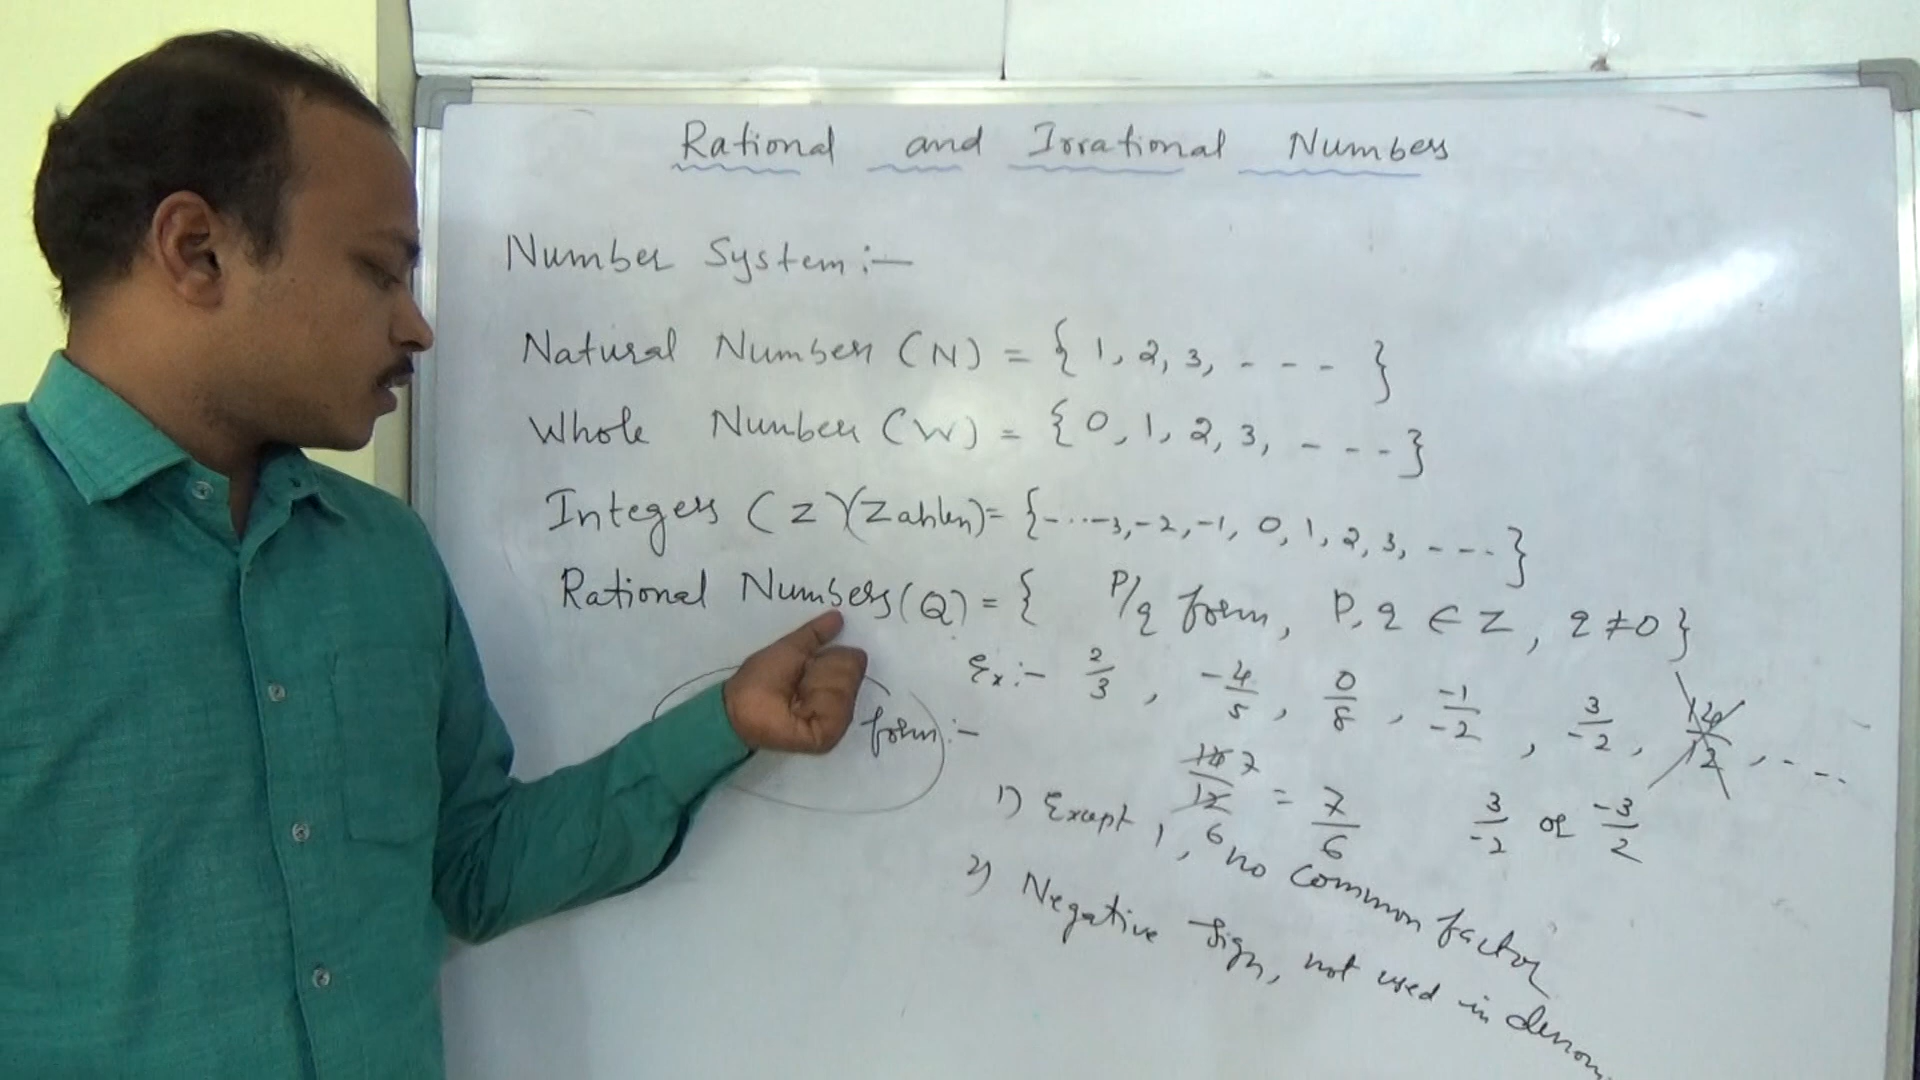 Rational and Irrational Numbers
Number System :—
Natural Number (N) = { 1, 2, 3, - - - - }
Whole Number (W) = { 0, 1, 2, 3, - - - - }
Integers (Z)(Zahlen) = { - ... -3, -2, -1, 0, 1, 2, 3, - - - - }
Rational Numbers (Q) = { P/q form, P, q ∈ Z, q ≠ 0 }
Ex :- 2/3, -4/5, 0/8, -1/-2, 3/-2, 14/12, - - - -
form :-
14/12 7/6 = 7/6 3/-2 or -3/2
1) Except 1, no common factor
2) Negative sign, not used in denom